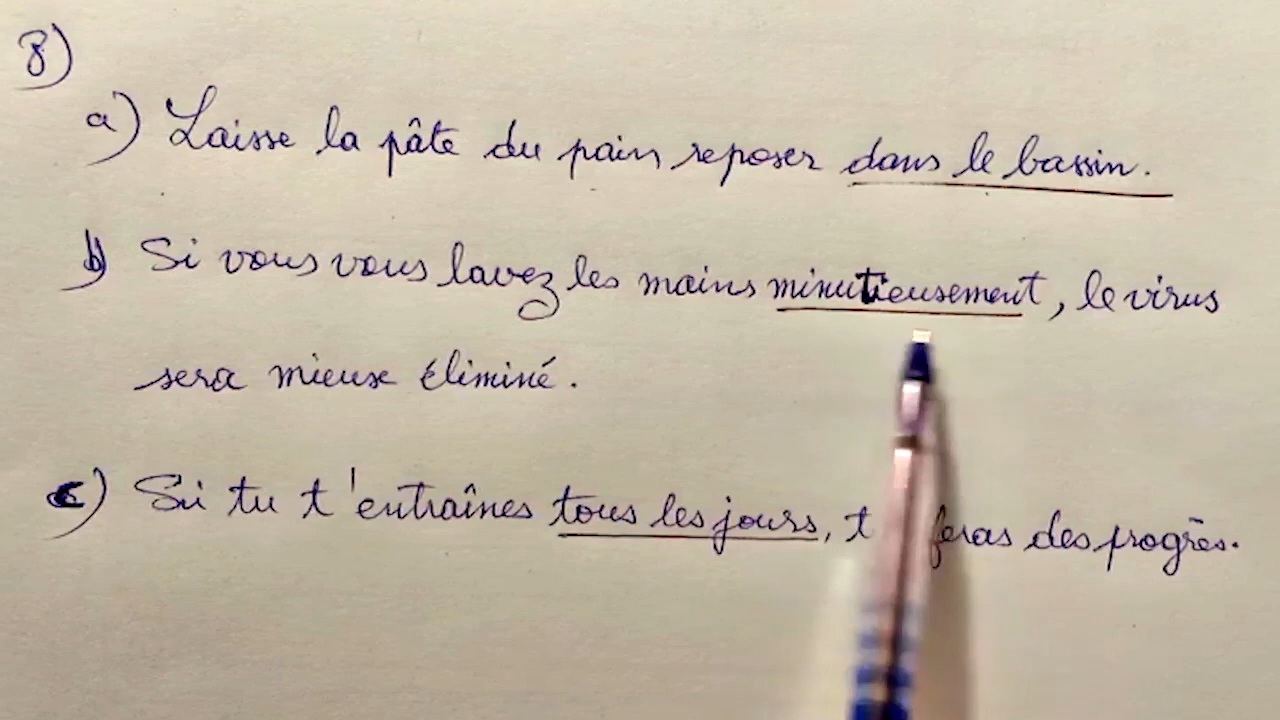 8)
a) Laisse la pâte du pain reposer dans le bassin.
b) Si vous vous lavez les mains minutieusement, le virus
sera mieux éliminé.
c) Si tu t'entraînes tous les jours, t feras des progrès.